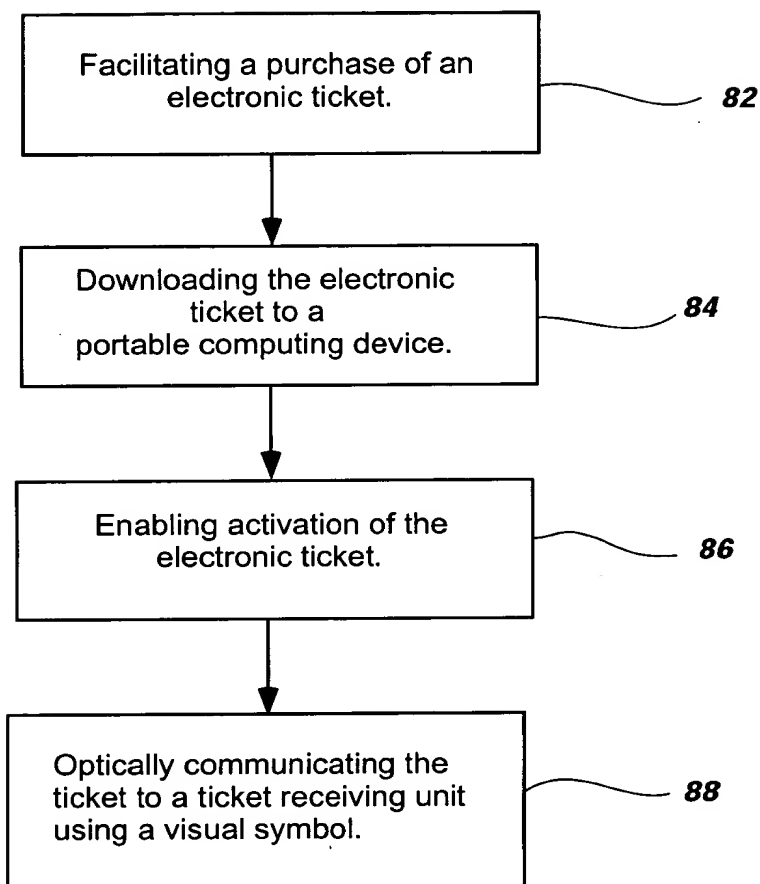 Facilitating a purchase of an
electronic ticket.
82
Downloading the electronic
ticket to a
portable computing device.
84
Enabling activation of the
electronic ticket.
86
Optically communicating the
ticket to a ticket receiving unit
using a visual symbol.
88